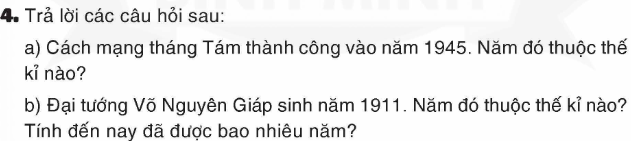 4. Trả lời các câu hỏi sau:
a) Cách mạng tháng Tám thành công vào năm 1945. Năm đó thuộc thế
kỉ nào?
b) Đại tướng Võ Nguyên Giáp sinh năm 1911. Năm đó thuộc thế kỉ nào?
Tính đến nay đã được bao nhiêu năm?